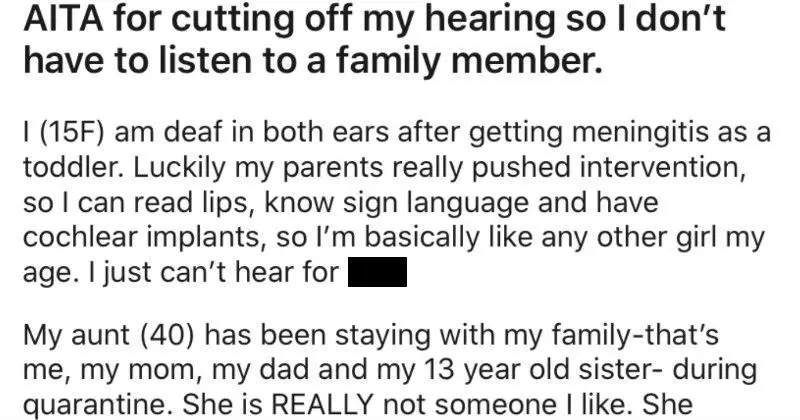 AITA for cutting off my hearing so I don't
have to listen to a family member.
I (15F) am deaf in both ears after getting meningitis as a
toddler. Luckily my parents really pushed intervention,
so I can read lips, know sign language and have
cochlear implants, so I'm basically like any other girl my
age. I just can't hear for
My aunt (40) has been staying with my family-that's
me, my mom, my dad and my 13 year old sister- during
quarantine. She is REALLY not someone I like. She